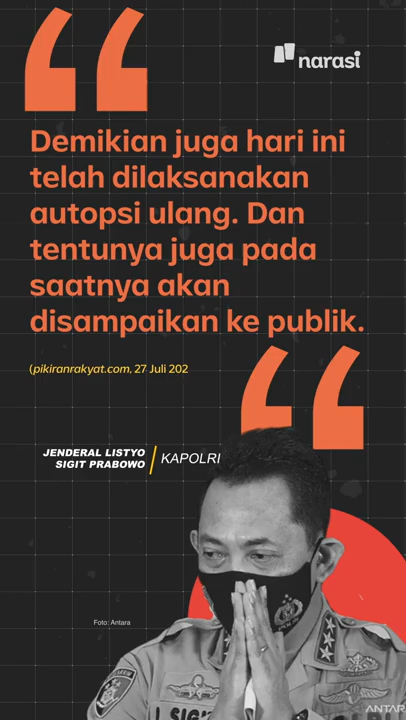 narasi
Demikian juga hari ini
telah dilaksanakan
autopsi ulang. Dan
tentunya juga pada
saatnya akan
disampaikan ke publik.
(pikiranrakyat.com, 27 Juli 202
JENDERAL LISTYO
SIGIT PRABOWO
KAPOLRI
Foto: Antara
ANTAR